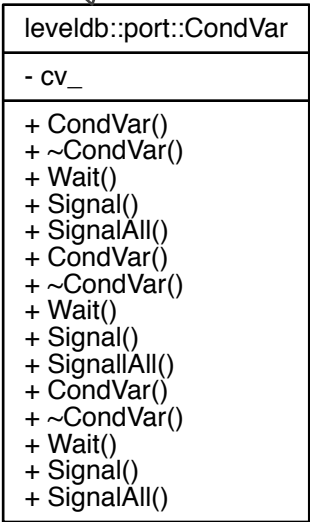 leveldb::port::CondVar
- cv_
+ CondVar()
+ ~CondVar()
+ Wait()
+ Signal()
+ SignalAll()
+ CondVar()
+ ~CondVar()
+ Wait()
+ Signal()
+ SignallAll()
+ CondVar()
+ ~CondVar()
+ Wait()
+ Signal()
+ SignalAll()